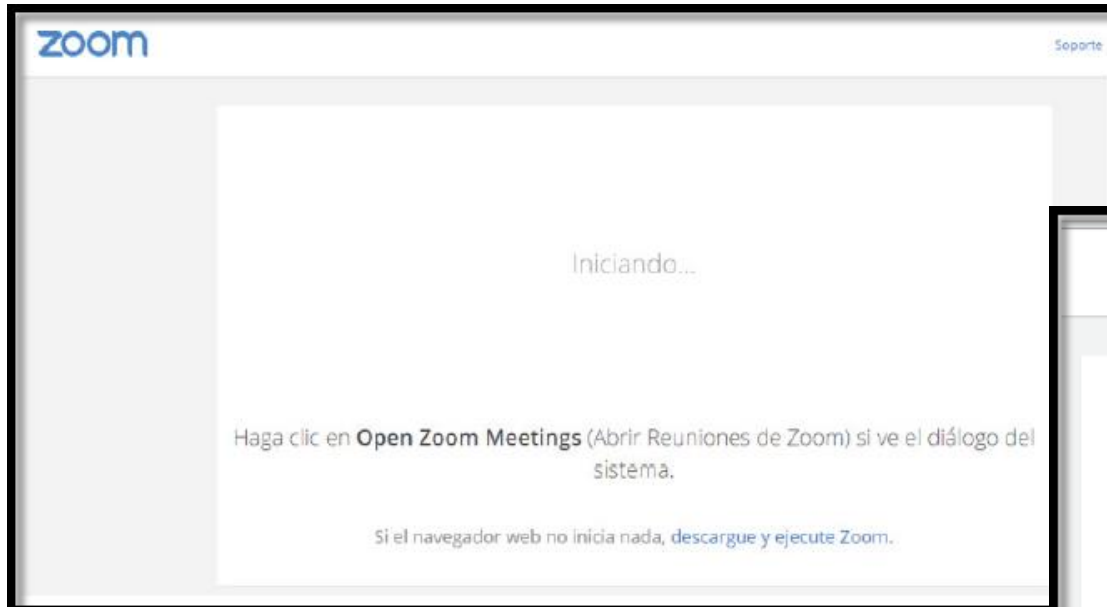 zoom
Soporte
Iniciando...
Haga clic en Open Zoom Meetings (Abrir Reuniones de Zoom) si ve el diálogo del
sistema.
Si el navegador web no inicia nada, descargue y ejecute Zoom.